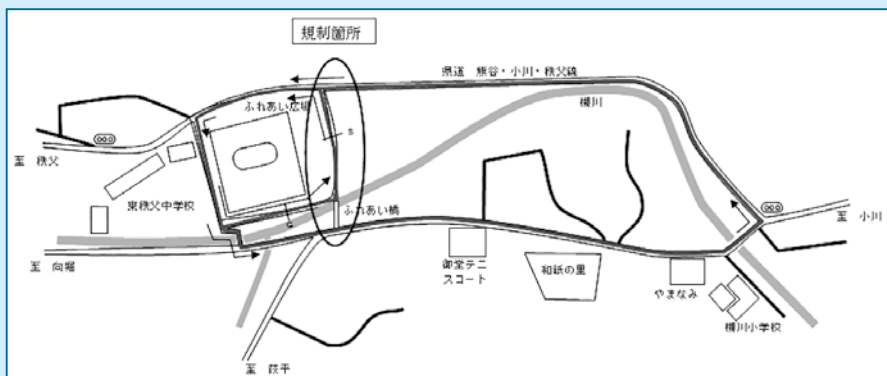 規制箇所
県道 熊谷・小川・秩父線
ふれあい広場
槻川
S
至 秩父
東秩父中学校
ふれあい橋
G
至 小川
至 向堀
御堂テニ
スコート
和紙の里
やまなみ
槻川小学校
至 萩平